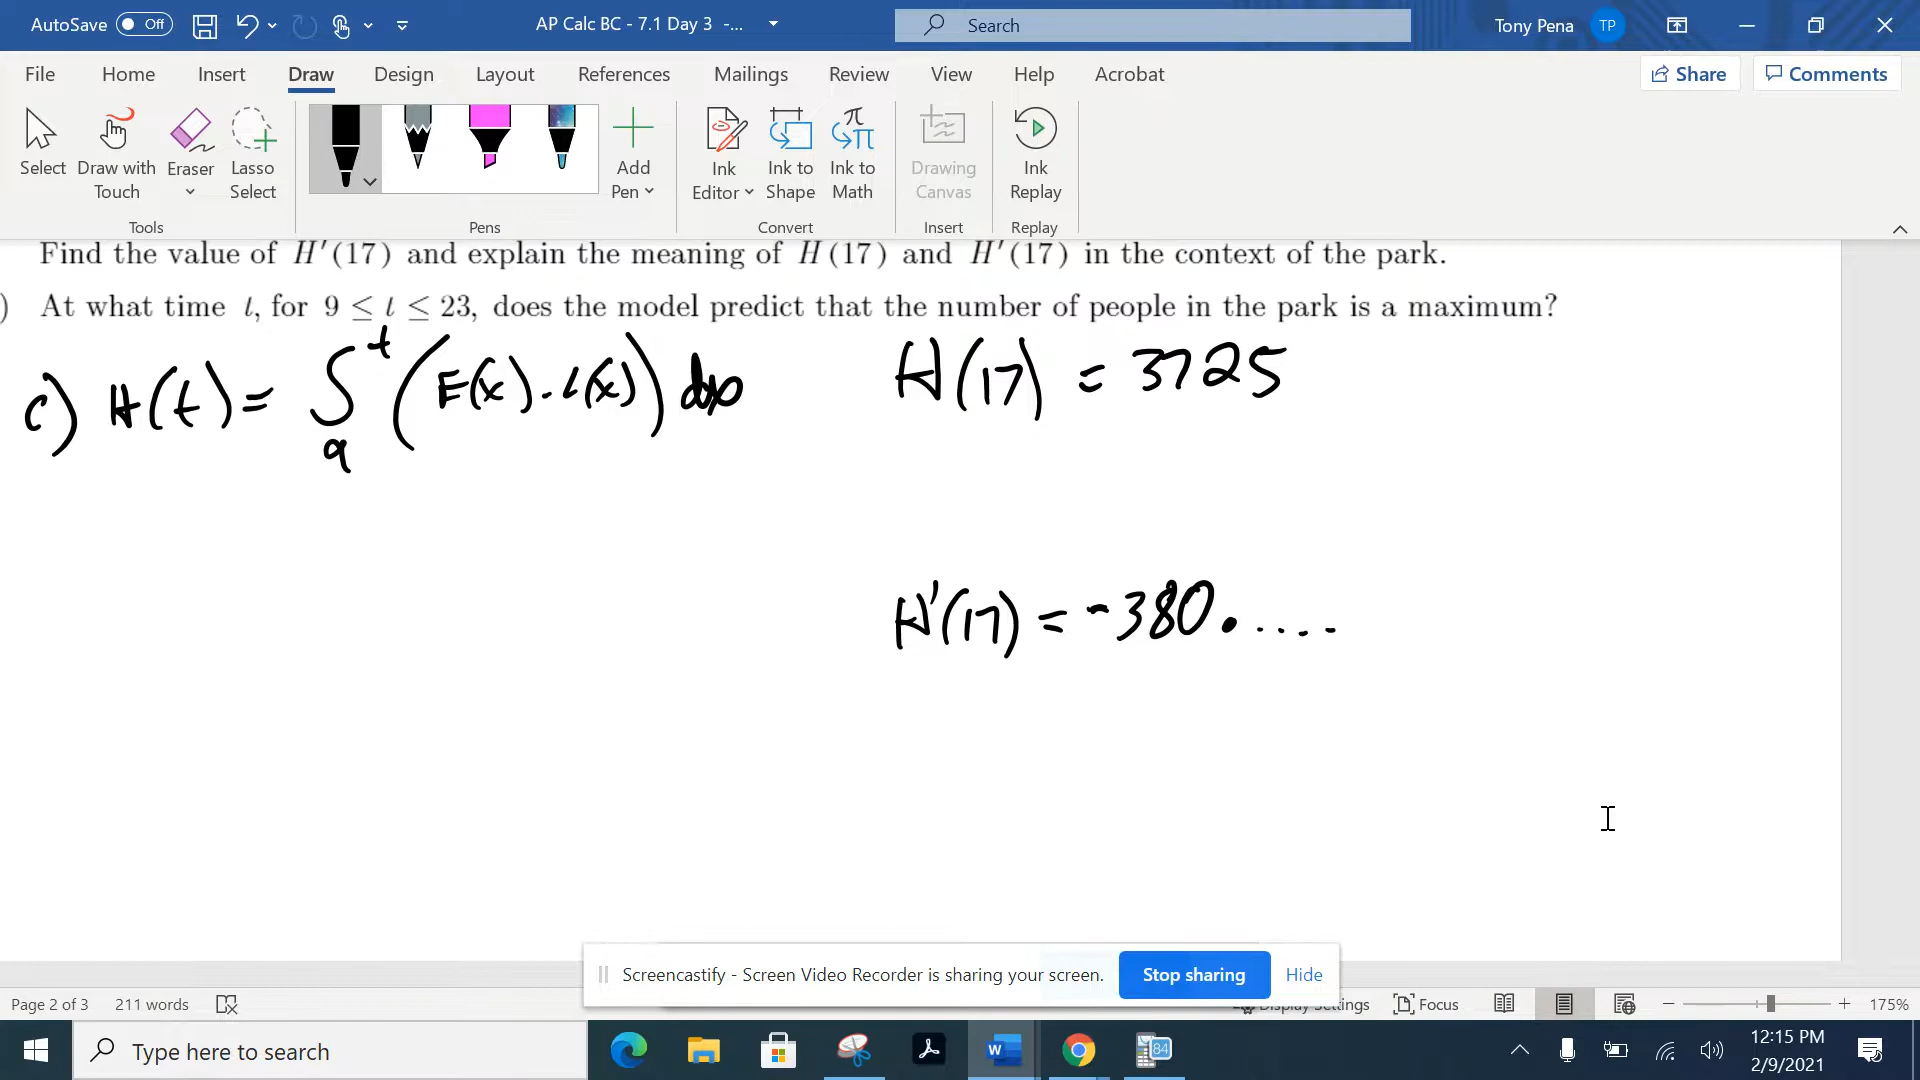 AutoSave Off AP Calc BC - 7.1 Day 3 -... Search Tony Pena TP
File Home Insert Draw Design Layout References Mailings Review View Help Acrobat Share Comments
Select Draw with Touch Eraser Lasso Select Add Pen Ink Editor Ink to Shape Ink to Math Drawing Canvas Ink Replay
Tools Pens Convert Insert Replay
Find the value of H′(17) and explain the meaning of H(17) and H′(17) in the context of the park.
) At what time t, for 9 ≤ t ≤ 23, does the model predict that the number of people in the park is a maximum?
c) H(t) = ∫₉ᵗ (E(x) - L(x)) dx
H(17) = 3725
H'(17) = -380. ....
Screencastify - Screen Video Recorder is sharing your screen. Stop sharing Hide
Page 2 of 3 211 words Display Settings Focus 175%
Type here to search 84 12:15 PM
2/9/2021